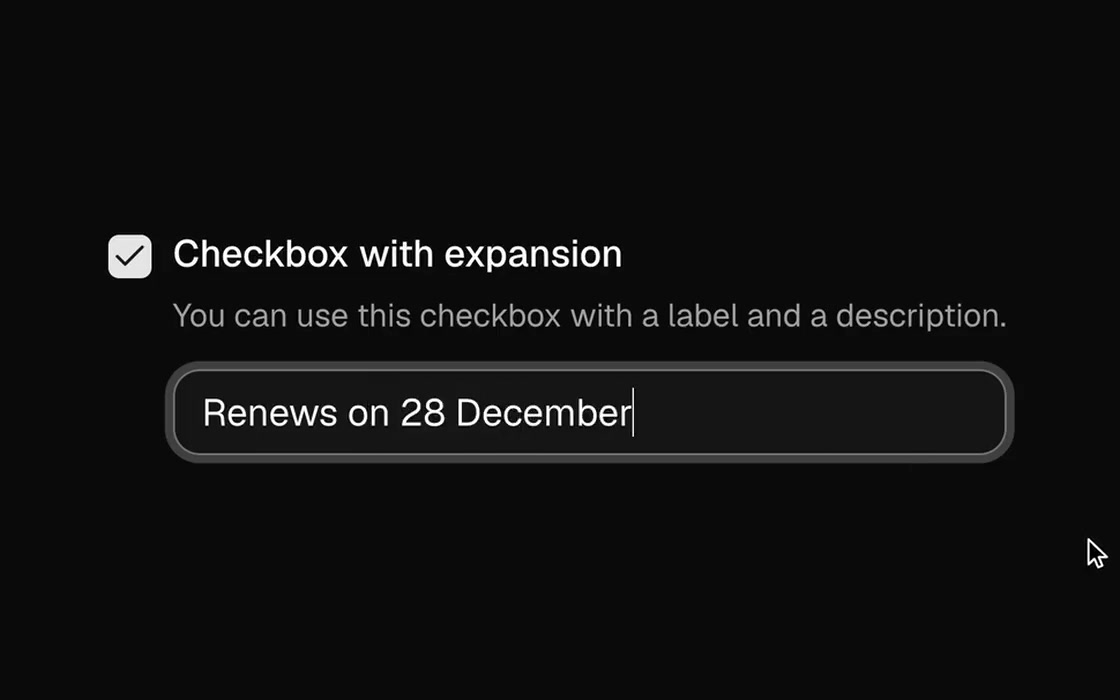 Checkbox with expansion
You can use this checkbox with a label and a description.
Renews on 28 December